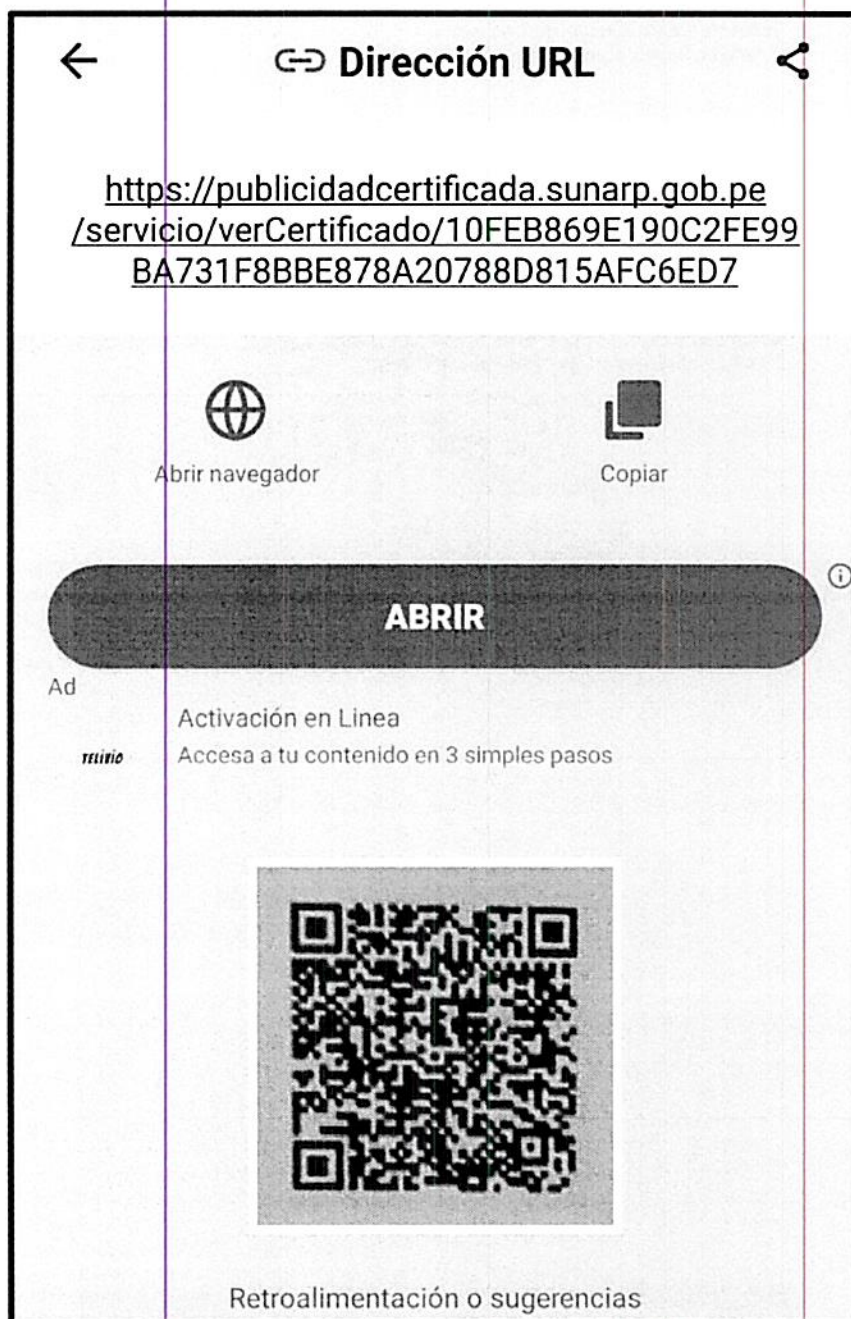 Dirección URL
https://publicidadcertificada.sunarp.gob.pe
/servicio/verCertificado/10FEB869E190C2FE99
BA731F8BBE878A20788D815AFC6ED7
Abrir navegador
Copiar
ABRIR
Ad
Activación en Linea
Accesa a tu contenido en 3 simples pasos
Retroalimentación o sugerencias